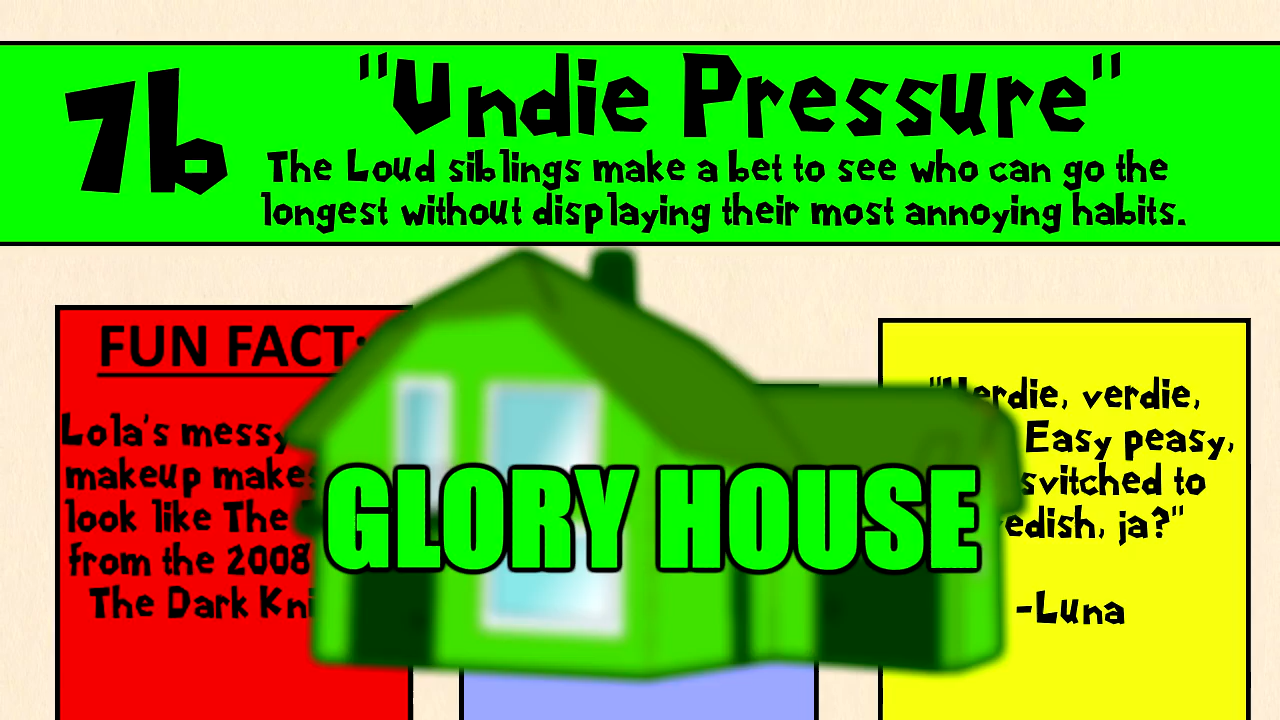 7b
"Undie Pressure"
The Loud siblings make a bet to see who can go the
longest without displaying their most annoying habits.
FUN FACT:
Lola's messy
makeup makes
look like The
from the 2008
The Dark
verdie,
Easy peasy,
svitched to
ja?"
-Luna
GLORY HOUSE